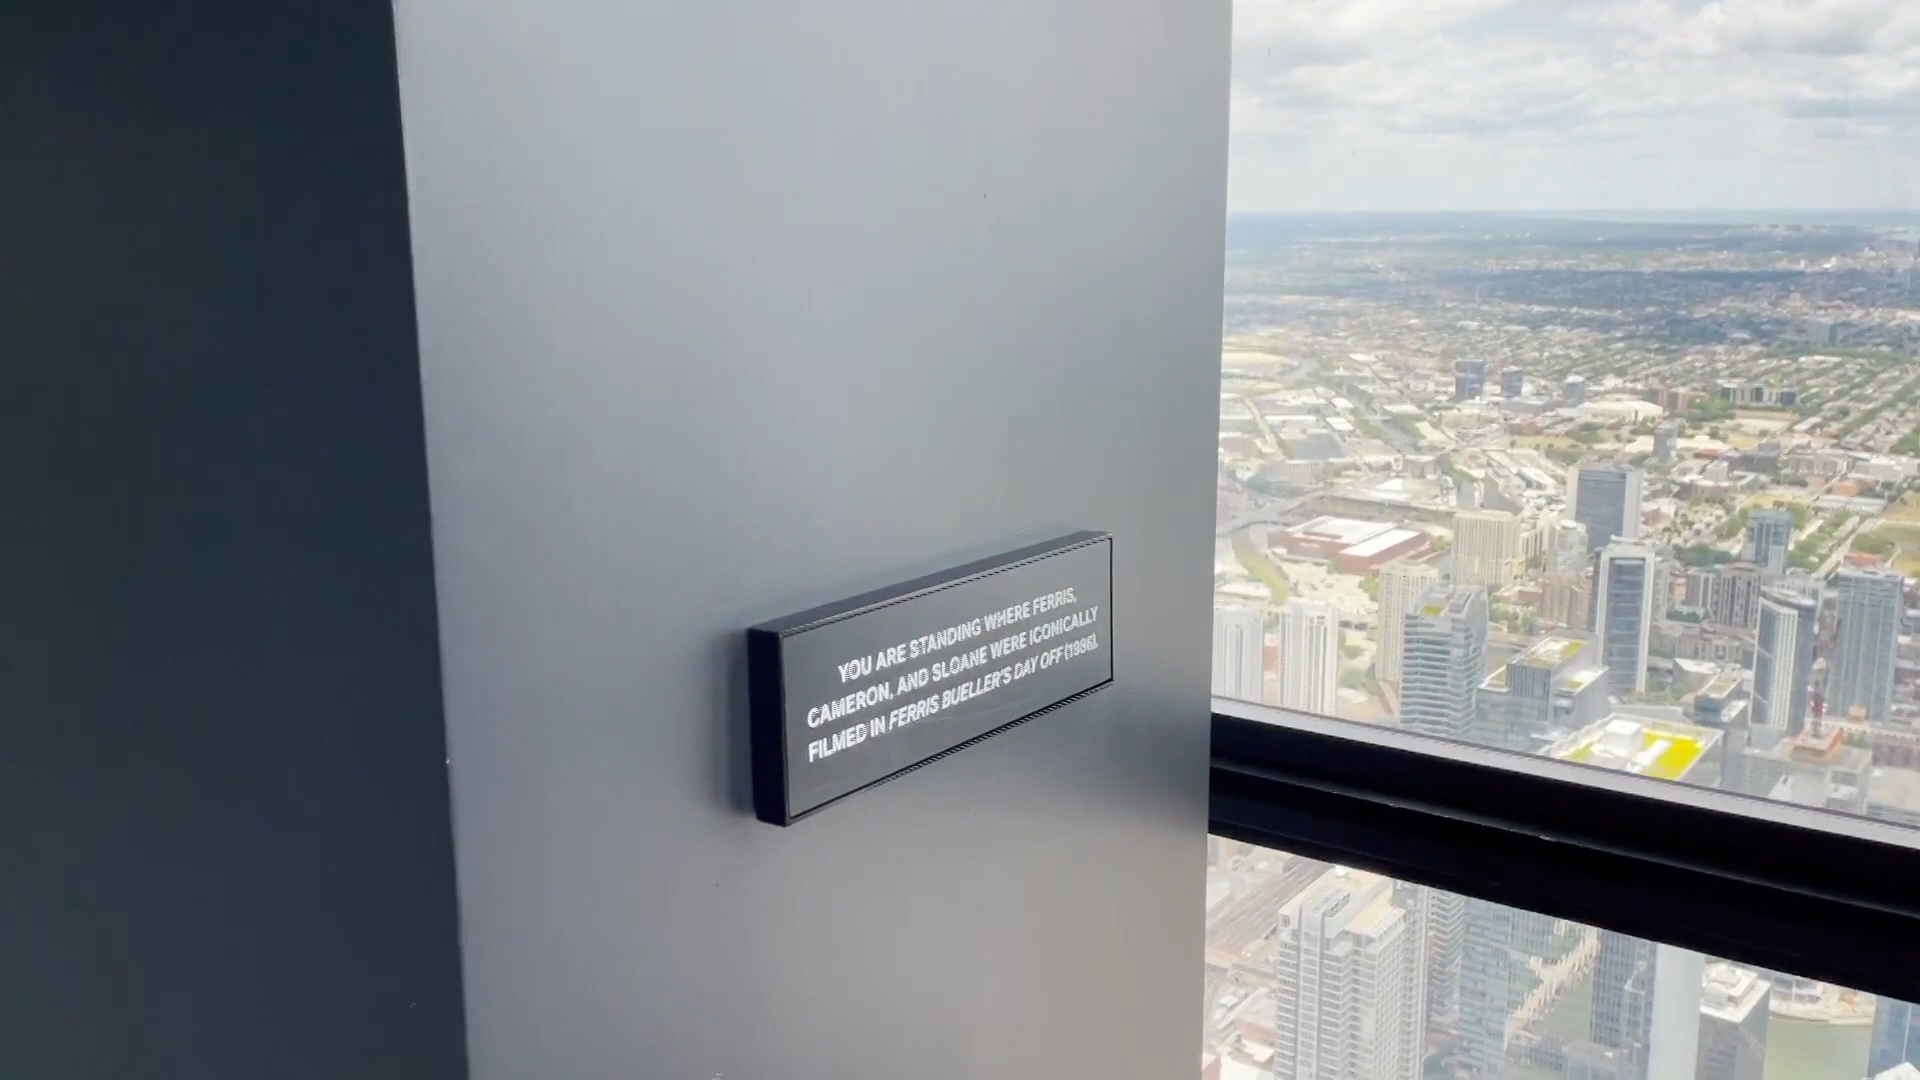 YOU ARE STANDING WHERE FERRIS,
CAMERON, AND SLOANE WERE ICONICALLY
FILMED IN FERRIS BUELLER'S DAY OFF (1986).